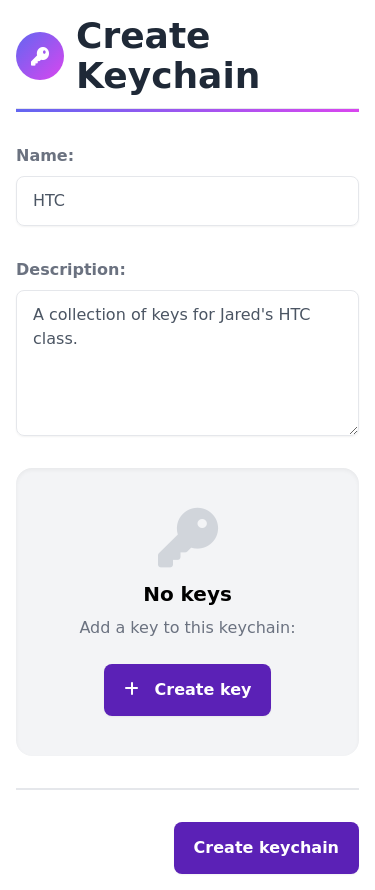 Create
Keychain
Name:
HTC
Description:
A collection of keys for Jared's HTC
class.
No keys
Add a key to this keychain:
+ Create key
Create keychain